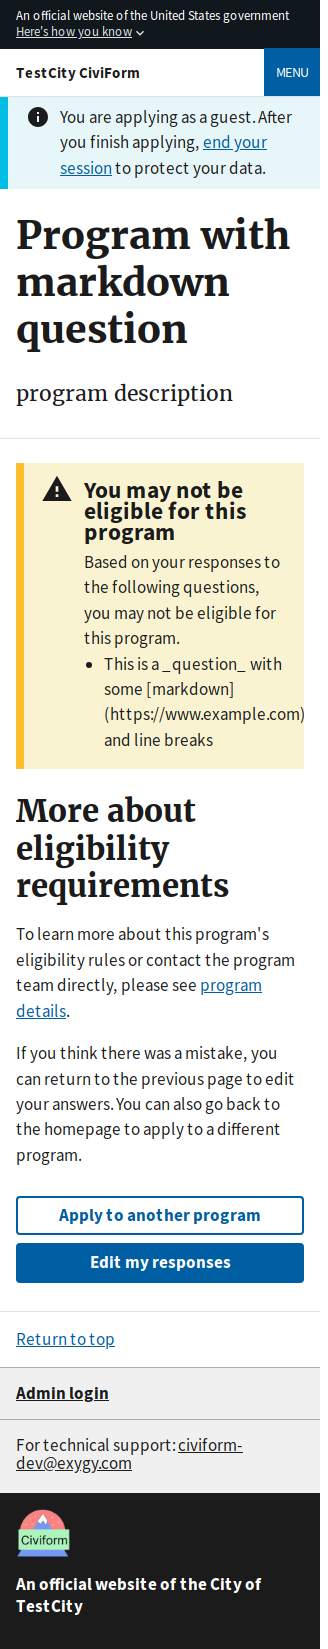 An official website of the United States government
Here's how you know
TestCity CiviForm
MENU
You are applying as a guest. After
you finish applying, end your
session to protect your data.
Program with
markdown
question
program description
You may not be
eligible for this
program
Based on your responses to
the following questions,
you may not be eligible for
this program.
This is a _question_ with
some [markdown]
(https://www.example.com)
and line breaks
More about
eligibility
requirements
To learn more about this program's
eligibility rules or contact the program
team directly, please see program
details.
If you think there was a mistake, you
can return to the previous page to edit
your answers. You can also go back to
the homepage to apply to a different
program.
Apply to another program
Edit my responses
Return to top
Admin login
For technical support: civiform-
dev@exygy.com
Civiform
An official website of the City of
TestCity